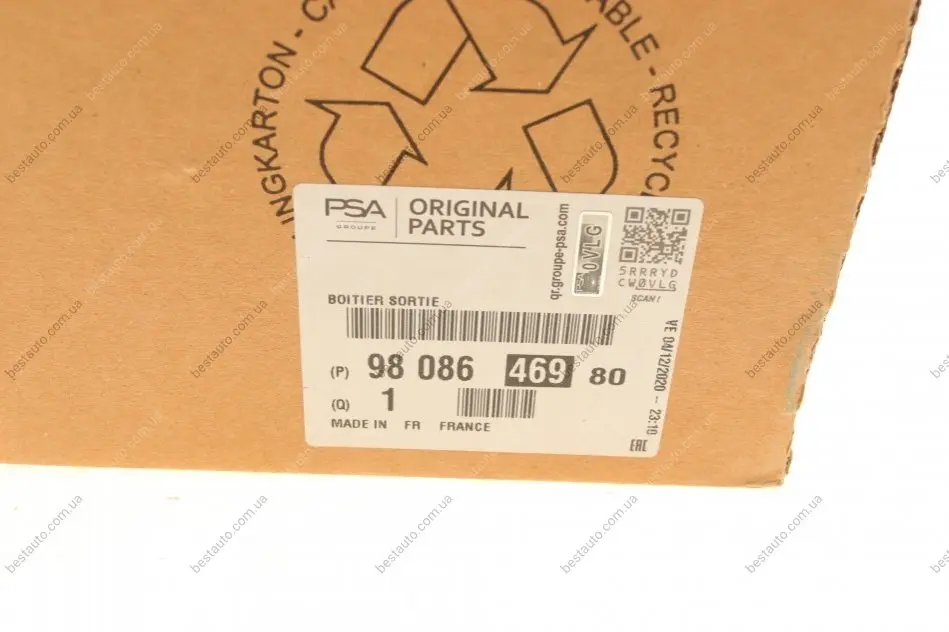 NGKARTON - C
ABLE - RECYC
PSA
GROUPE
ORIGINAL
PARTS
qr.groupe-psa.com
0VLG
5RRRYD
CW0VLG
SCAN!
BOITIER SORTIE
(P) 98 086 469 80
(Q) 1
MADE IN FR FRANCE
VE 04/12/2020 - 23:10
EAC
bestauto.com.ua